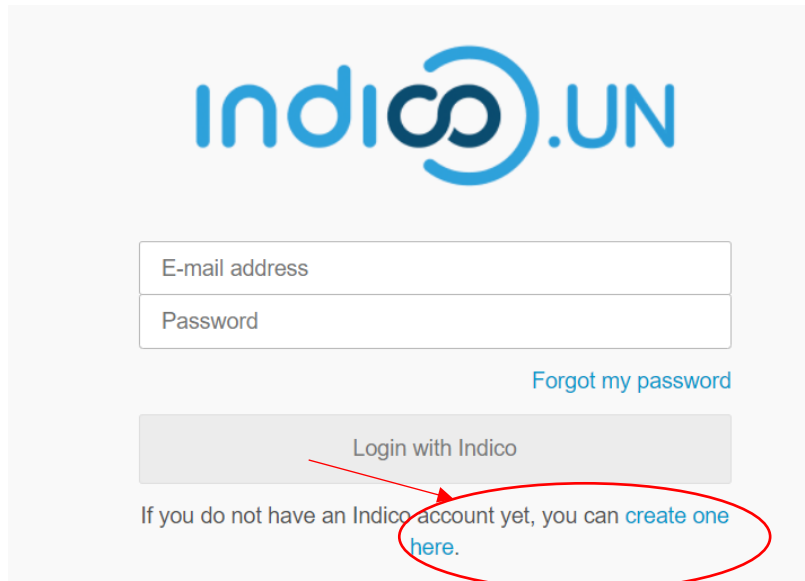 indico.UN
E-mail address
Password
Forgot my password
Login with Indico
If you do not have an Indico account yet, you can create one
here.